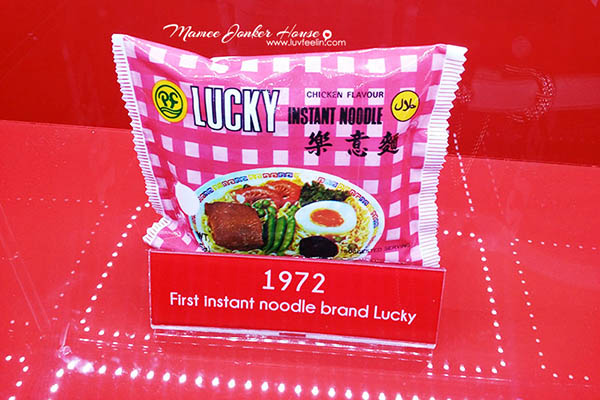 Mamee Jonker House
www.luvfeelin.com
CHICKEN FLAVOUR
LUCKY
INSTANT NOODLE
حلال
樂意麵
1972
First instant noodle brand Lucky